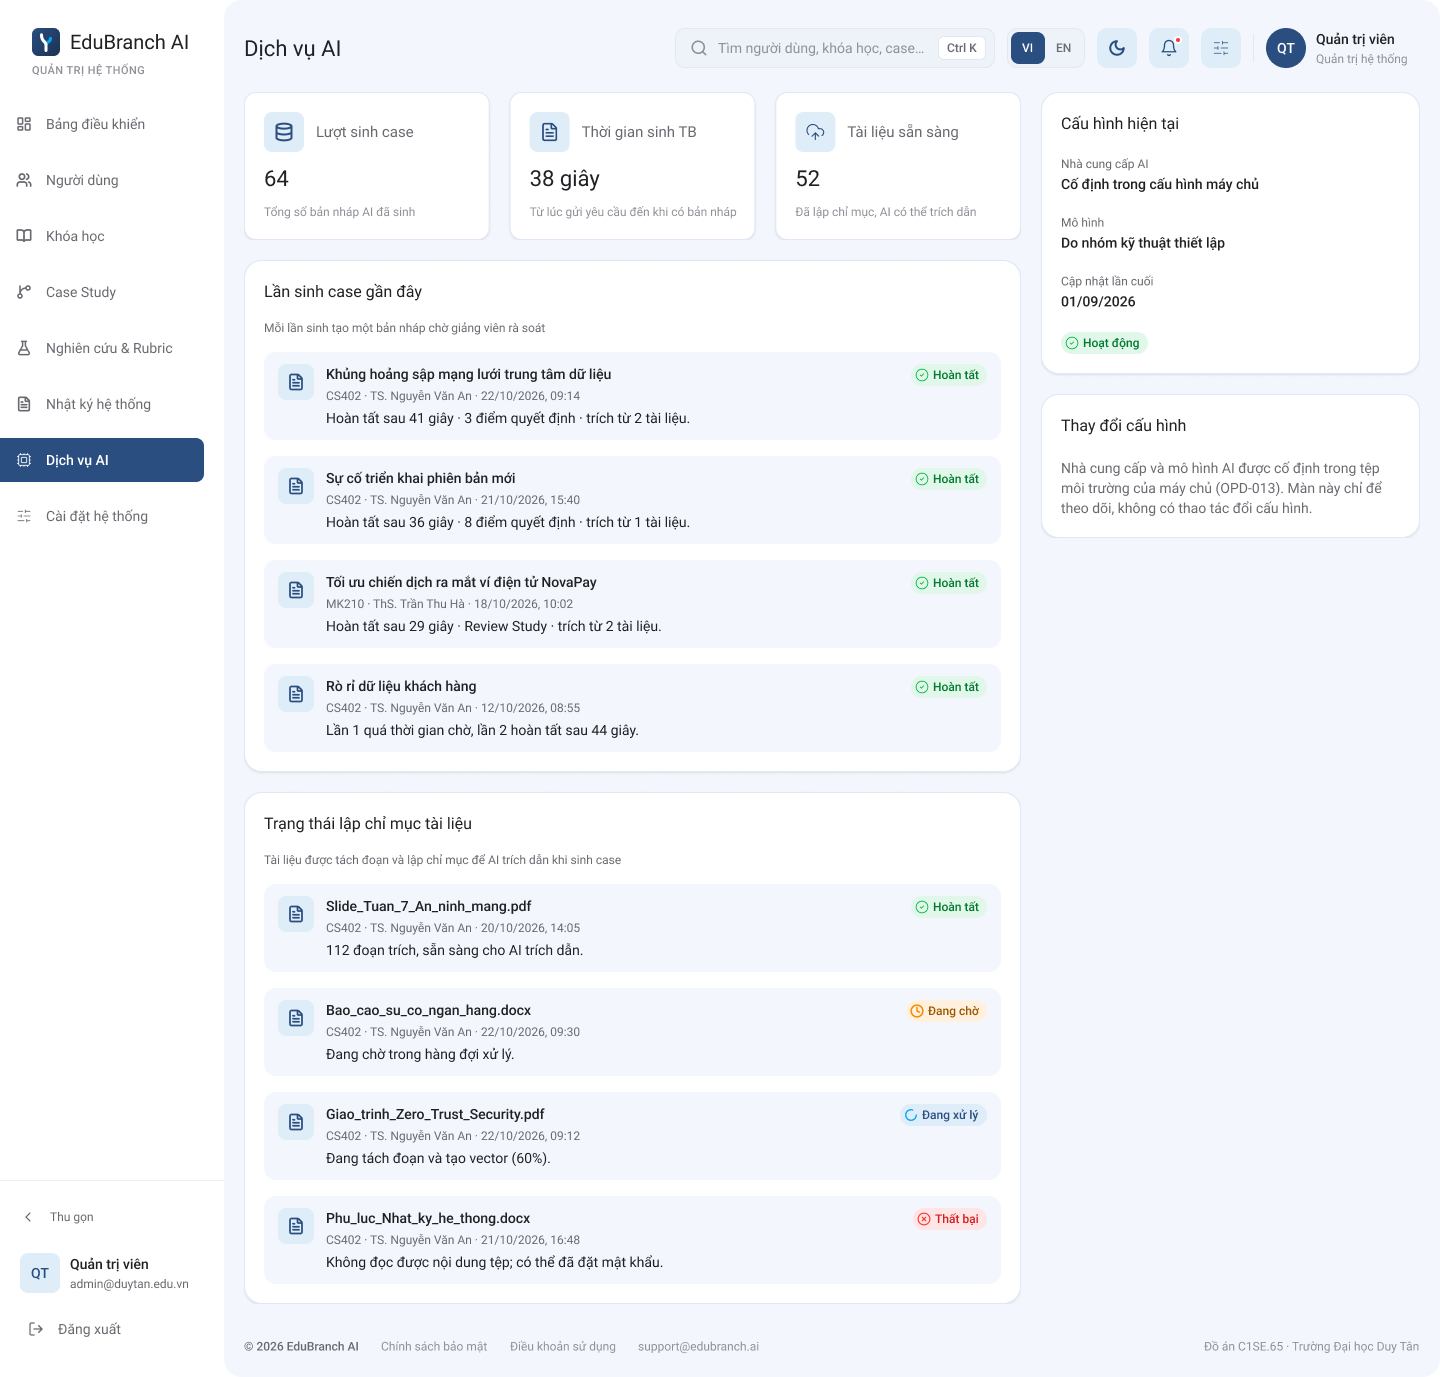 EduBranch AI
QUẢN TRỊ HỆ THỐNG
Bảng điều khiển
Người dùng
Khóa học
Case Study
Nghiên cứu & Rubric
Nhật ký hệ thống
Dịch vụ AI
Cài đặt hệ thống
Thu gọn
QT
Quản trị viên
admin@duytan.edu.vn
Đăng xuất
Dịch vụ AI
Tìm người dùng, khóa học, case…
Ctrl K
VI
EN
QT
Quản trị viên
Quản trị hệ thống
Lượt sinh case
64
Tổng số bản nháp AI đã sinh
Thời gian sinh TB
38 giây
Từ lúc gửi yêu cầu đến khi có bản nháp
Tài liệu sẵn sàng
52
Đã lập chỉ mục, AI có thể trích dẫn
Lần sinh case gần đây
Mỗi lần sinh tạo một bản nháp chờ giảng viên rà soát
Khủng hoảng sập mạng lưới trung tâm dữ liệu
Hoàn tất
CS402 · TS. Nguyễn Văn An · 22/10/2026, 09:14
Hoàn tất sau 41 giây · 3 điểm quyết định · trích từ 2 tài liệu.
Sự cố triển khai phiên bản mới
Hoàn tất
CS402 · TS. Nguyễn Văn An · 21/10/2026, 15:40
Hoàn tất sau 36 giây · 8 điểm quyết định · trích từ 1 tài liệu.
Tối ưu chiến dịch ra mắt ví điện tử NovaPay
Hoàn tất
MK210 · ThS. Trần Thu Hà · 18/10/2026, 10:02
Hoàn tất sau 29 giây · Review Study · trích từ 2 tài liệu.
Rò rỉ dữ liệu khách hàng
Hoàn tất
CS402 · TS. Nguyễn Văn An · 12/10/2026, 08:55
Lần 1 quá thời gian chờ, lần 2 hoàn tất sau 44 giây.
Trạng thái lập chỉ mục tài liệu
Tài liệu được tách đoạn và lập chỉ mục để AI trích dẫn khi sinh case
Slide_Tuan_7_An_ninh_mang.pdf
Hoàn tất
CS402 · TS. Nguyễn Văn An · 20/10/2026, 14:05
112 đoạn trích, sẵn sàng cho AI trích dẫn.
Bao_cao_su_co_ngan_hang.docx
Đang chờ
CS402 · TS. Nguyễn Văn An · 22/10/2026, 09:30
Đang chờ trong hàng đợi xử lý.
Giao_trinh_Zero_Trust_Security.pdf
Đang xử lý
CS402 · TS. Nguyễn Văn An · 22/10/2026, 09:12
Đang tách đoạn và tạo vector (60%).
Phu_luc_Nhat_ky_he_thong.docx
Thất bại
CS402 · TS. Nguyễn Văn An · 21/10/2026, 16:48
Không đọc được nội dung tệp; có thể đã đặt mật khẩu.
Cấu hình hiện tại
Nhà cung cấp AI
Cố định trong cấu hình máy chủ
Mô hình
Do nhóm kỹ thuật thiết lập
Cập nhật lần cuối
01/09/2026
Hoạt động
Thay đổi cấu hình
Nhà cung cấp và mô hình AI được cố định trong tệp
môi trường của máy chủ (OPD-013). Màn này chỉ để
theo dõi, không có thao tác đổi cấu hình.
© 2026 EduBranch AI
Chính sách bảo mật
Điều khoản sử dụng
support@edubranch.ai
Đồ án C1SE.65 · Trường Đại học Duy Tân